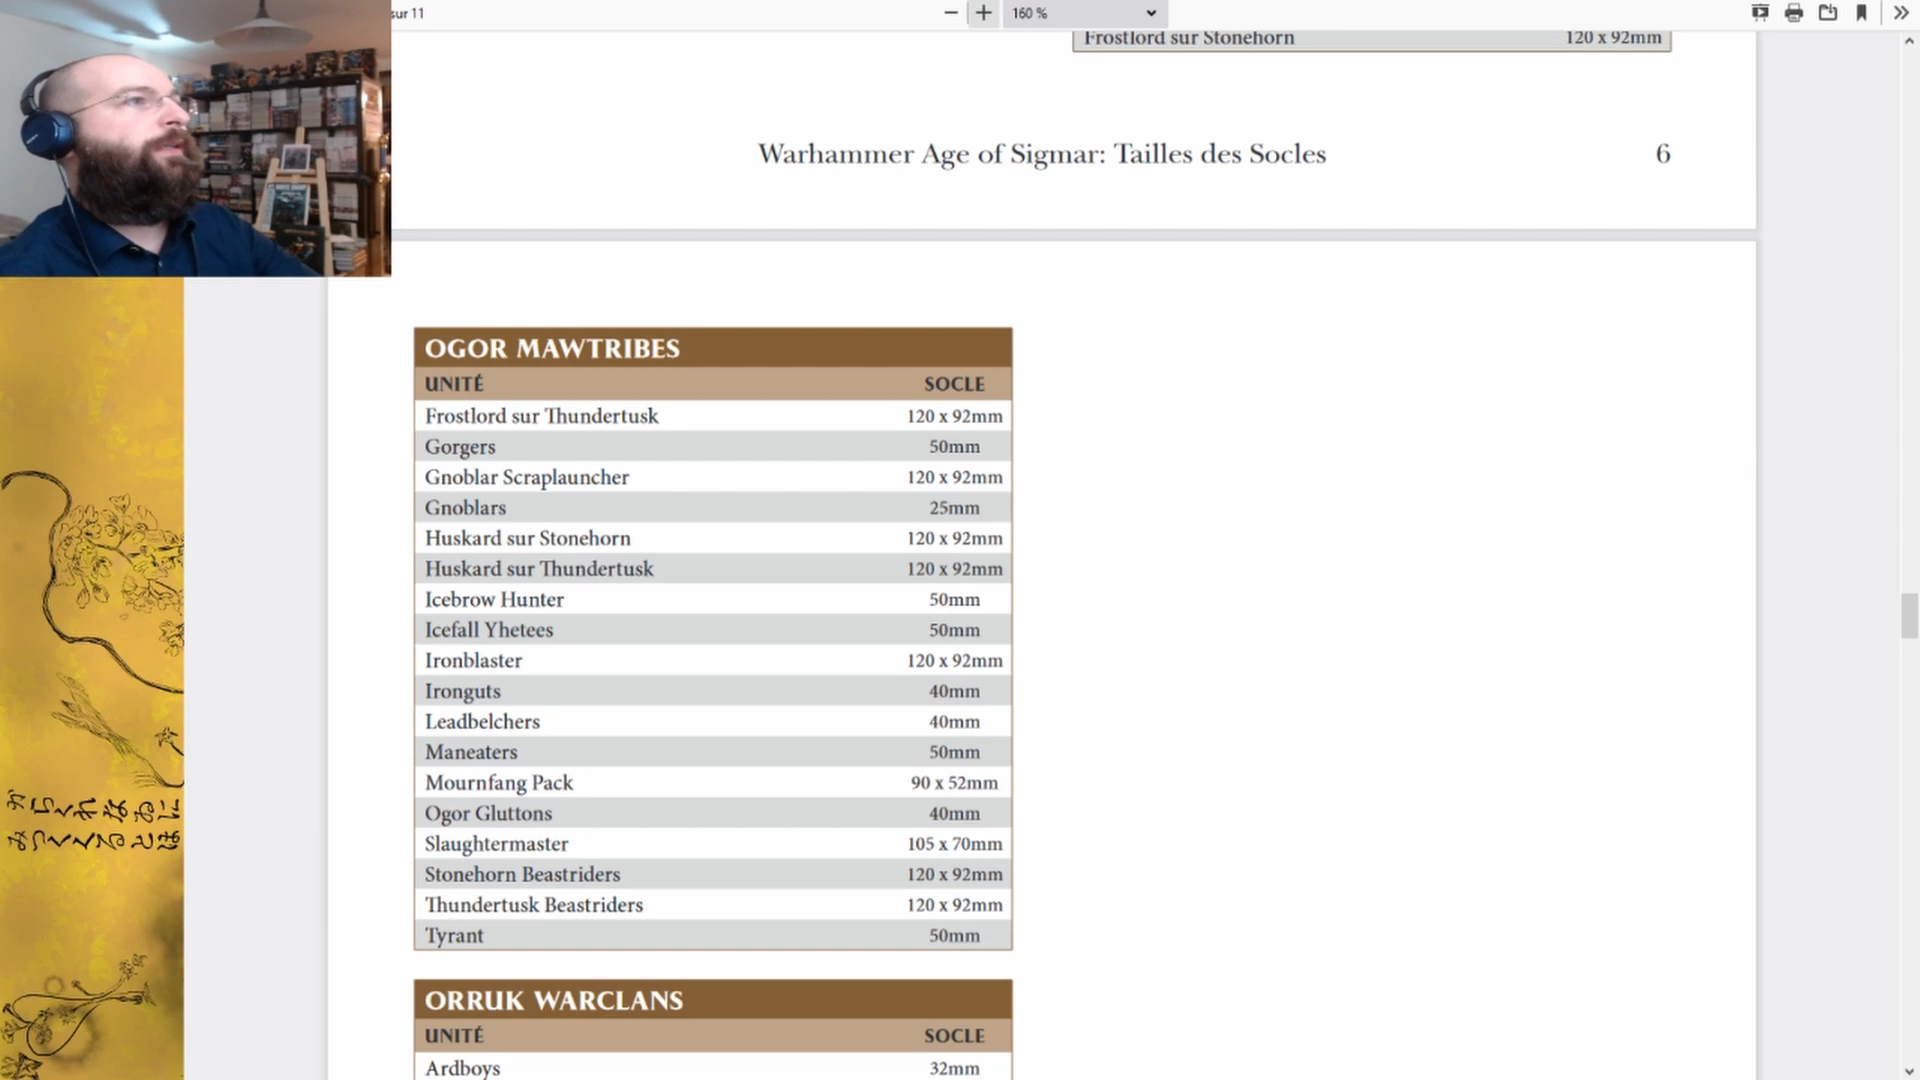 sur 11
160 %
Frostlord sur Stonehorn 120 x 92mm
Warhammer Age of Sigmar: Tailles des Socles 6
OGOR MAWTRIBES
UNITÉ SOCLE
Frostlord sur Thundertusk 120 x 92mm
Gorgers 50mm
Gnoblar Scraplauncher 120 x 92mm
Gnoblars 25mm
Huskard sur Stonehorn 120 x 92mm
Huskard sur Thundertusk 120 x 92mm
Icebrow Hunter 50mm
Icefall Yhetees 50mm
Ironblaster 120 x 92mm
Ironguts 40mm
Leadbelchers 40mm
Maneaters 50mm
Mournfang Pack 90 x 52mm
Ogor Gluttons 40mm
Slaughtermaster 105 x 70mm
Stonehorn Beastriders 120 x 92mm
Thundertusk Beastriders 120 x 92mm
Tyrant 50mm
ORRUK WARCLANS
UNITÉ SOCLE
Ardboys 32mm